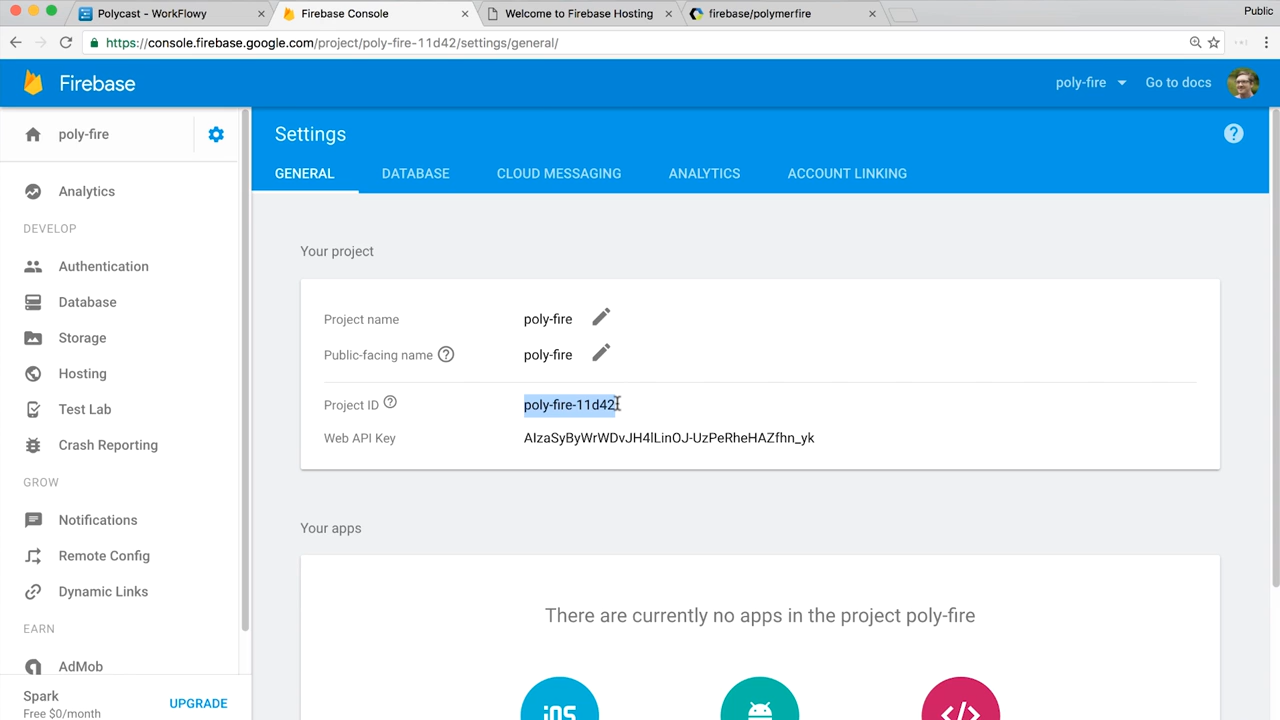 Polycast - WorkFlowy
Firebase Console
Welcome to Firebase Hosting
firebase/polymerfire
Public
https://console.firebase.google.com/project/poly-fire-11d42/settings/general/
Firebase
poly-fire
Go to docs
poly-fire
Settings
GENERAL
DATABASE
CLOUD MESSAGING
ANALYTICS
ACCOUNT LINKING
Analytics
DEVELOP
Authentication
Database
Storage
Hosting
Test Lab
Crash Reporting
GROW
Notifications
Remote Config
Dynamic Links
EARN
AdMob
Spark
Free $0/month
UPGRADE
Your project
Project name
poly-fire
Public-facing name
poly-fire
Project ID
poly-fire-11d42
Web API Key
AIzaSyByWrWDvJH4lLinOJ-UzPeRheHAZfhn_yk
Your apps
There are currently no apps in the project poly-fire
iOS